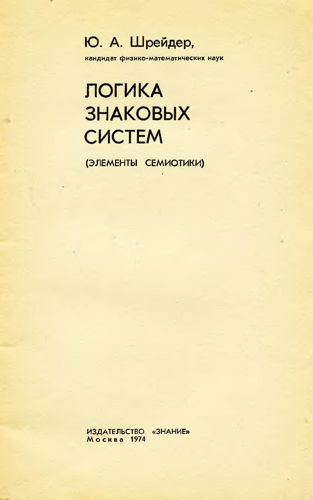 Ю. А. Шрейдер,
кандидат физико-математических наук
ЛОГИКА
ЗНАКОВЫХ
СИСТЕМ
(ЭЛЕМЕНТЫ СЕМИОТИКИ)
ИЗДАТЕЛЬСТВО «ЗНАНИЕ»
Москва 1974